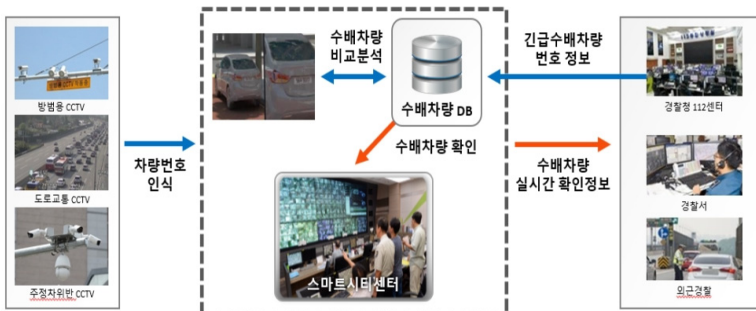 방범용 CCTV
도로교통 CCTV
주정차위반 CCTV
차량번호
인식
수배차량
비교분석
수배차량 DB
수배차량 확인
스마트시티센터
긴급수배차량
번호 정보
수배차량
실시간 확인정보
경찰청 112센터
경찰서
외근경찰